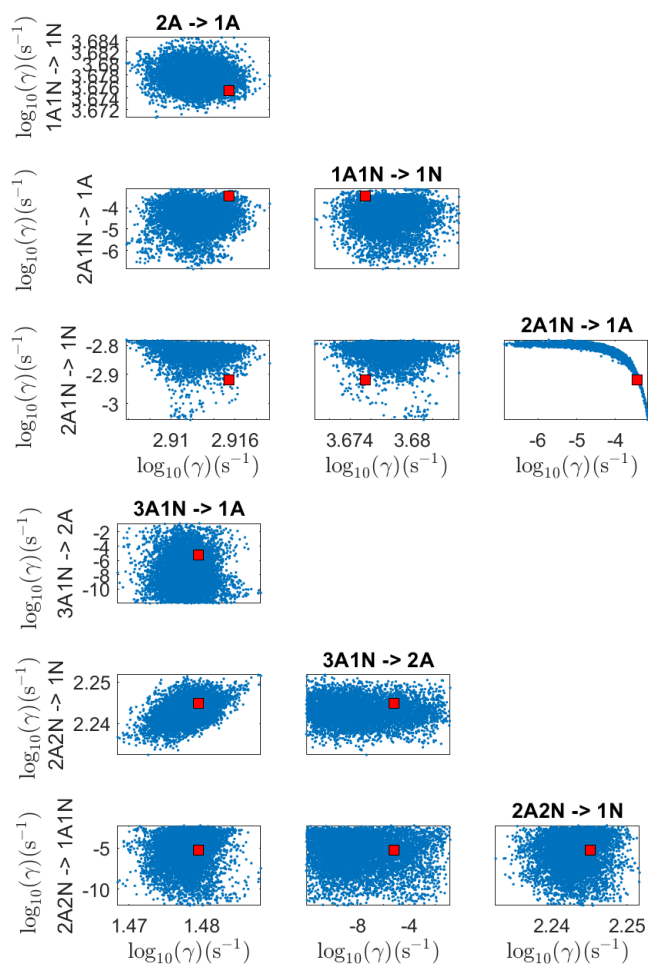 2A -> 1A
log10(γ)(s−1)
1A1N -> 1N
3.684
3.682
3.68
3.678
3.676
3.674
3.672
1A1N -> 1N
log10(γ)(s−1)
2A1N -> 1A
-4
-5
-6
2A1N -> 1A
log10(γ)(s−1)
2A1N -> 1N
-2.8
-2.9
-3
2.91 2.916
3.674 3.68
-6 -5 -4
log10(γ)(s−1)
log10(γ)(s−1)
log10(γ)(s−1)
3A1N -> 1A
log10(γ)(s−1)
3A1N -> 2A
-2
-4
-6
-8
-10
3A1N -> 2A
log10(γ)(s−1)
2A2N -> 1N
2.25
2.24
2A2N -> 1N
log10(γ)(s−1)
2A2N -> 1A1N
-5
-10
1.47 1.48
-8 -4
2.24 2.25
log10(γ)(s−1)
log10(γ)(s−1)
log10(γ)(s−1)